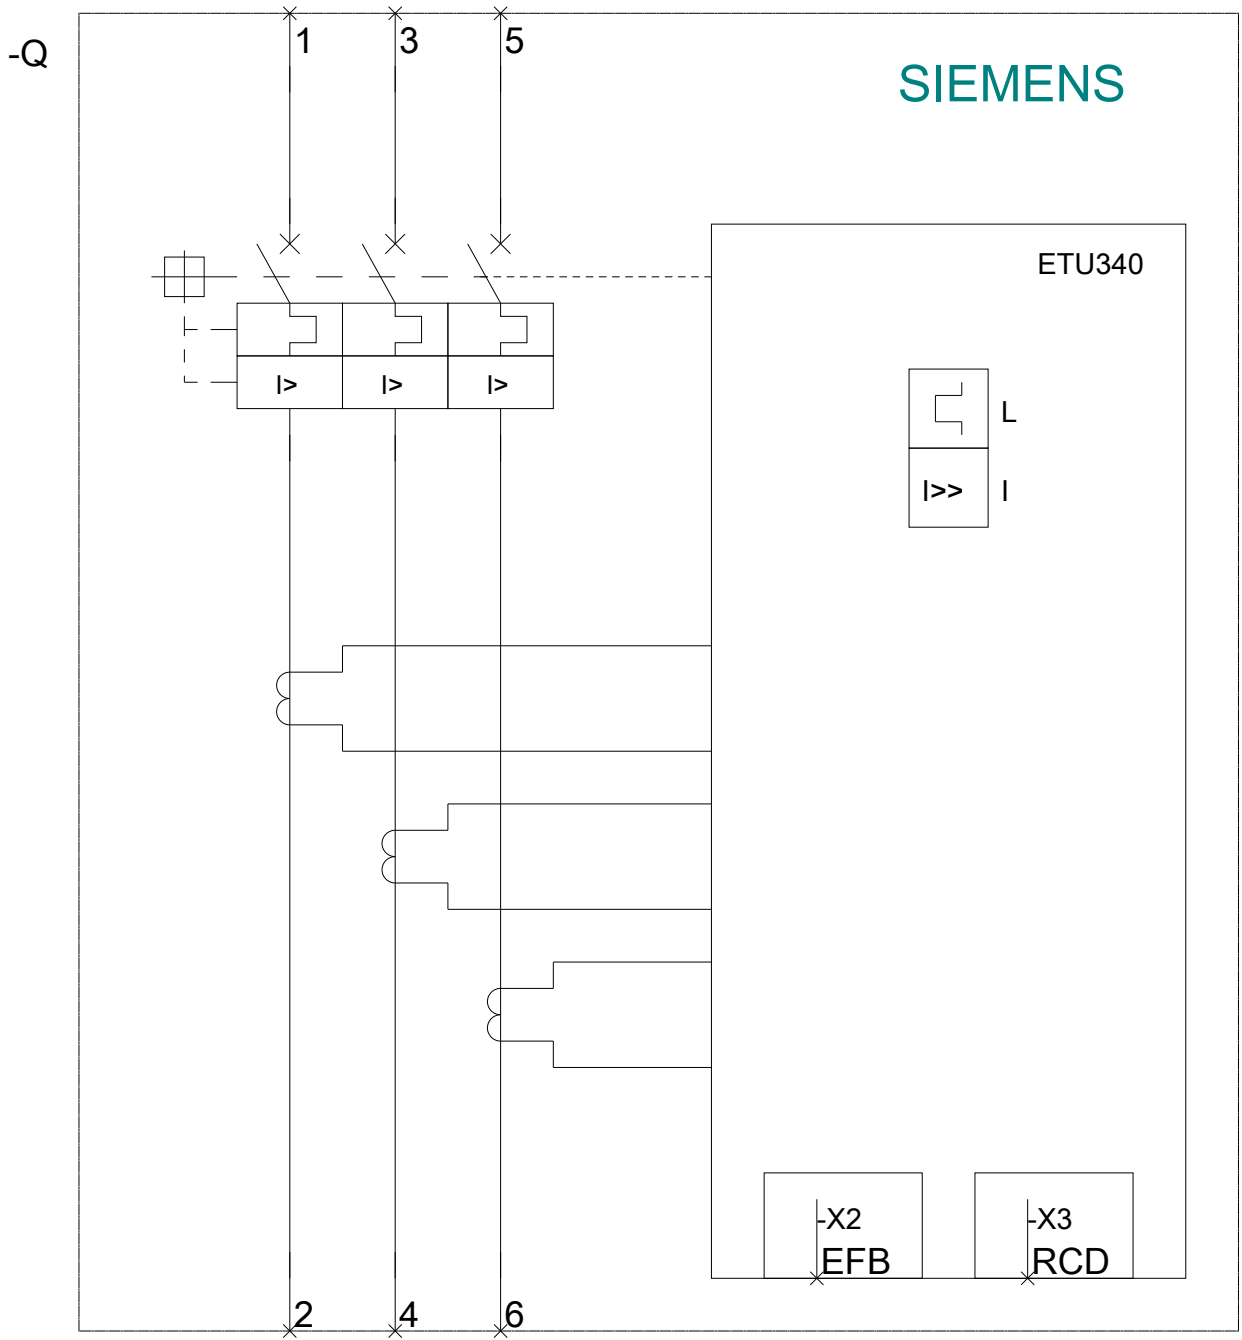 1 3 5
-Q
SIEMENS
ETU340
I> I> I>
L
I>> I
-X2 -X3
EFB RCD
2 4 6